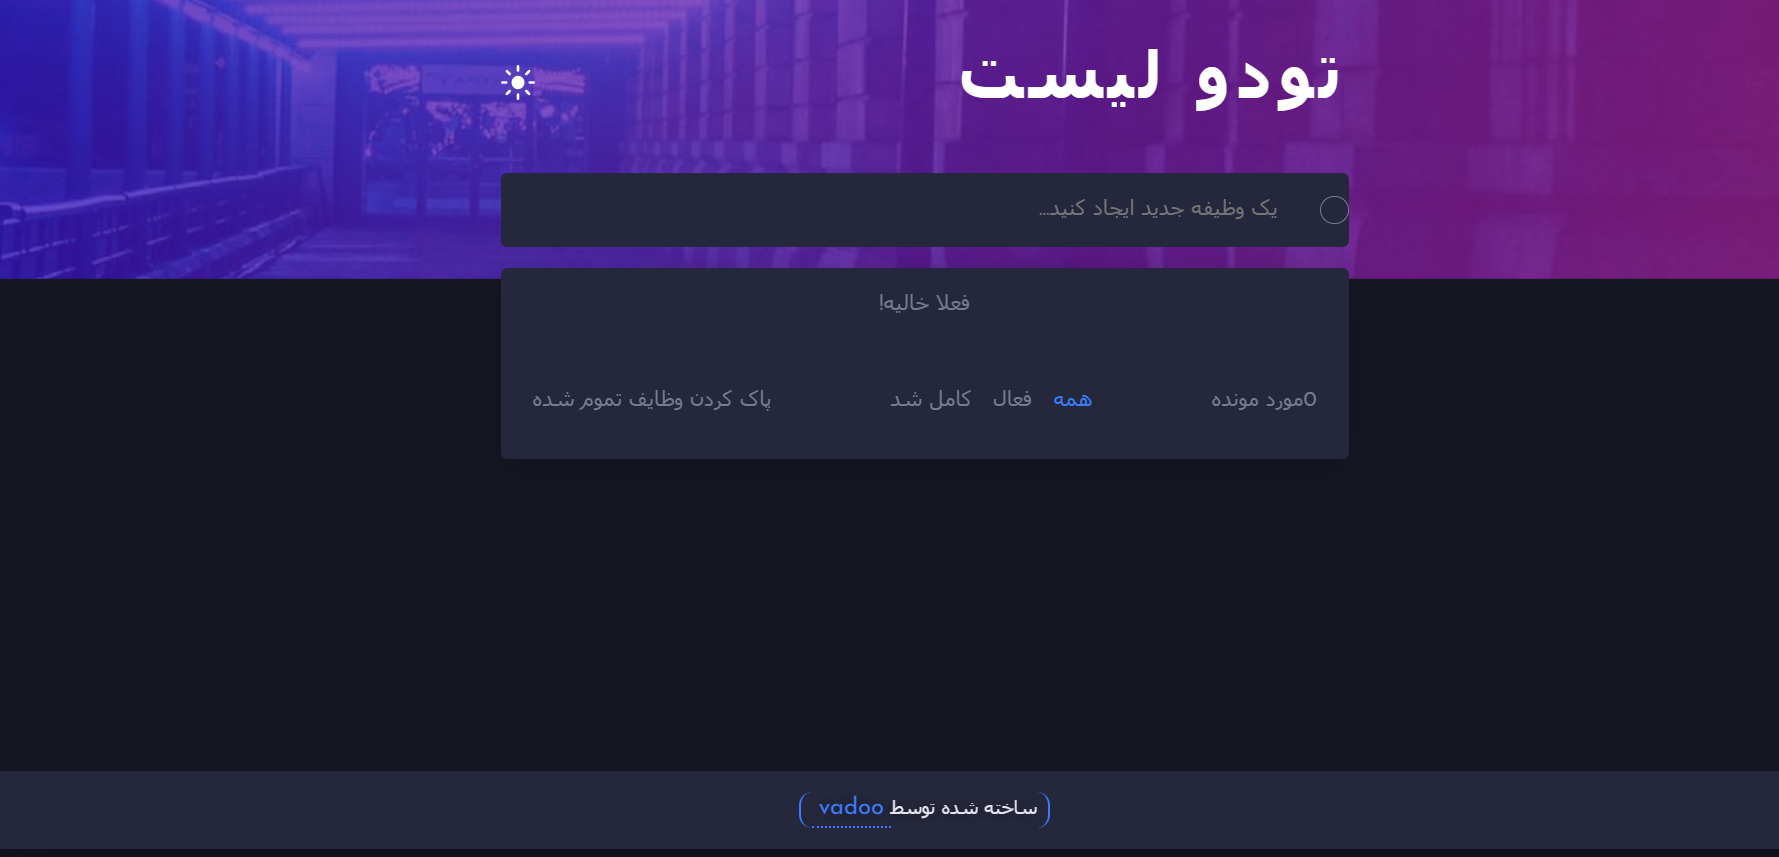 تودو لیست
یک وظیفه جدید ایجاد کنید...
فعلا خالیه!
0مورد مونده همه فعال کامل شد پاک کردن وظایف تموم شده
ساخته شده توسط vadoo